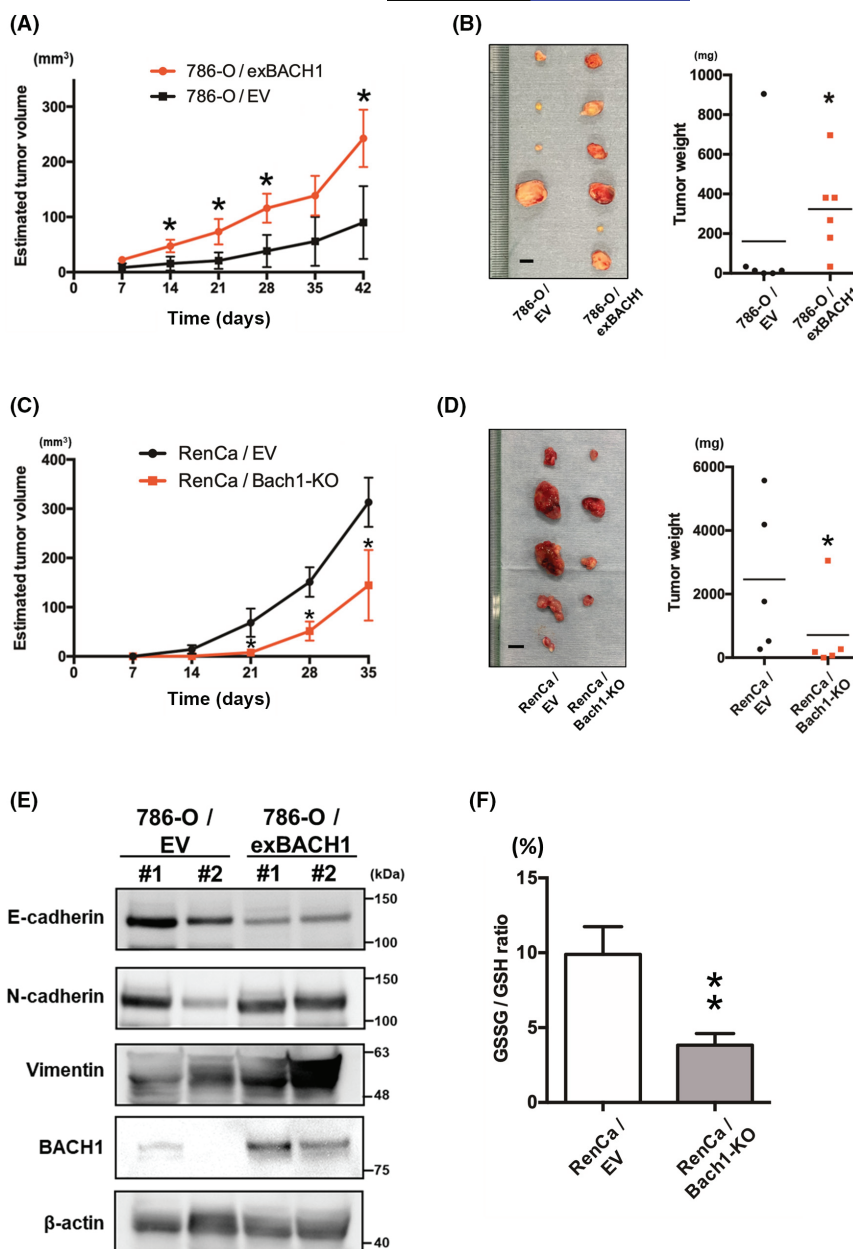 (A)
(mm³)
786-O / exBACH1
786-O / EV
Estimated tumor volume
300
200
100
0
0 7 14 21 28 35 42
* * * *
Time (days)
(B)
786-O /
EV
786-O /
exBACH1
(mg)
Tumor weight
1000
800
600
400
200
0
*
786-O /
EV
786-O /
exBACH1
(C)
(mm³)
RenCa / EV
RenCa / Bach1-KO
Estimated tumor volume
400
300
200
100
0
0 7 14 21 28 35
* * *
Time (days)
(D)
RenCa /
EV
RenCa /
Bach1-KO
(mg)
Tumor weight
6000
4000
2000
0
*
RenCa /
EV
RenCa /
Bach1-KO
(E)
786-O /
EV
786-O /
exBACH1
#1 #2 #1 #2
(kDa)
E-cadherin
150
100
N-cadherin
150
100
Vimentin
63
48
BACH1
75
β-actin
40
(F)
(%)
GSSG / GSH ratio
15
10
5
0
*
*
RenCa /
EV
RenCa /
Bach1-KO